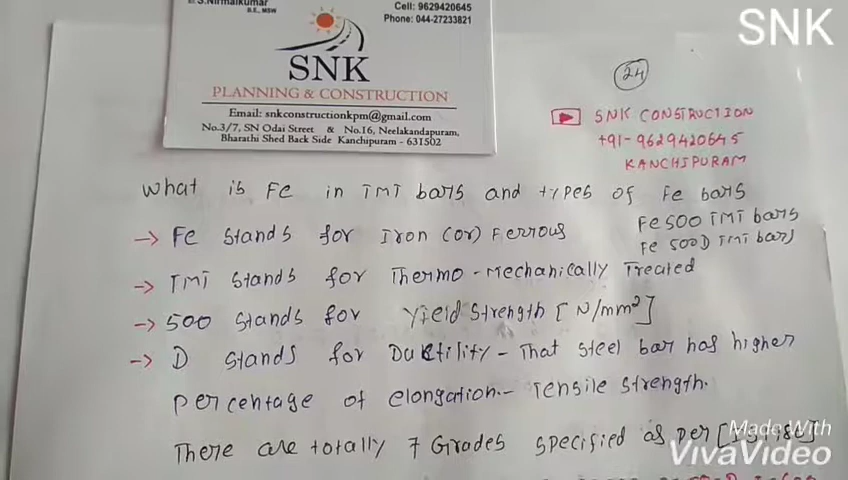 S.Nirmalkumar
B.E., MSW
Cell: 9629420645
Phone: 044-27233821
SNK
PLANNING & CONSTRUCTION
Email: snkconstructionkpm@gmail.com
No.3/7, SN Odai Street & No.16, Neelakandapuram,
Bharathi Shed Back Side Kanchipuram - 631502
SNK
24
SNK CONSTRUCTION
+91-9629420645
KANCHIPURAM
What is Fe in TMT bars and types of Fe bars
Fe 500 TMT bars
Fe 500D TMT bars
→ Fe stands for Iron (or) Ferrous
→ TMT stands for Thermo-Mechanically Treated
→ 500 stands for Yield Strength [N/mm²]
→ D stands for Ductility - That steel bar has higher
percentage of elongation - Tensile strength.
There are totally 7 Grades specified as per
Made With
VivaVideo